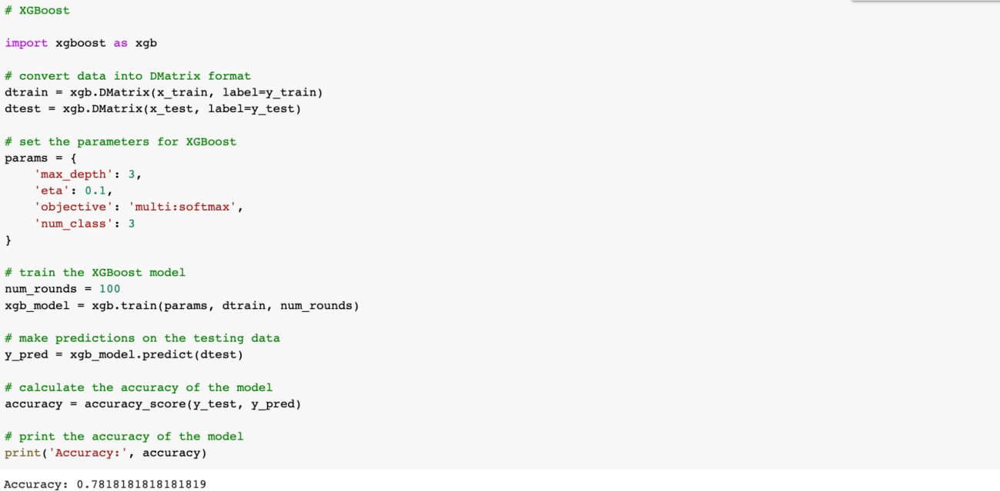 # XGBoost
import xgboost as xgb
# convert data into DMatrix format
dtrain = xgb.DMatrix(x_train, label=y_train)
dtest = xgb.DMatrix(x_test, label=y_test)
# set the parameters for XGBoost
params = {
    'max_depth': 3,
    'eta': 0.1,
    'objective': 'multi:softmax',
    'num_class': 3
}
# train the XGBoost model
num_rounds = 100
xgb_model = xgb.train(params, dtrain, num_rounds)
# make predictions on the testing data
y_pred = xgb_model.predict(dtest)
# calculate the accuracy of the model
accuracy = accuracy_score(y_test, y_pred)
# print the accuracy of the model
print('Accuracy:', accuracy)
Accuracy: 0.7818181818181819